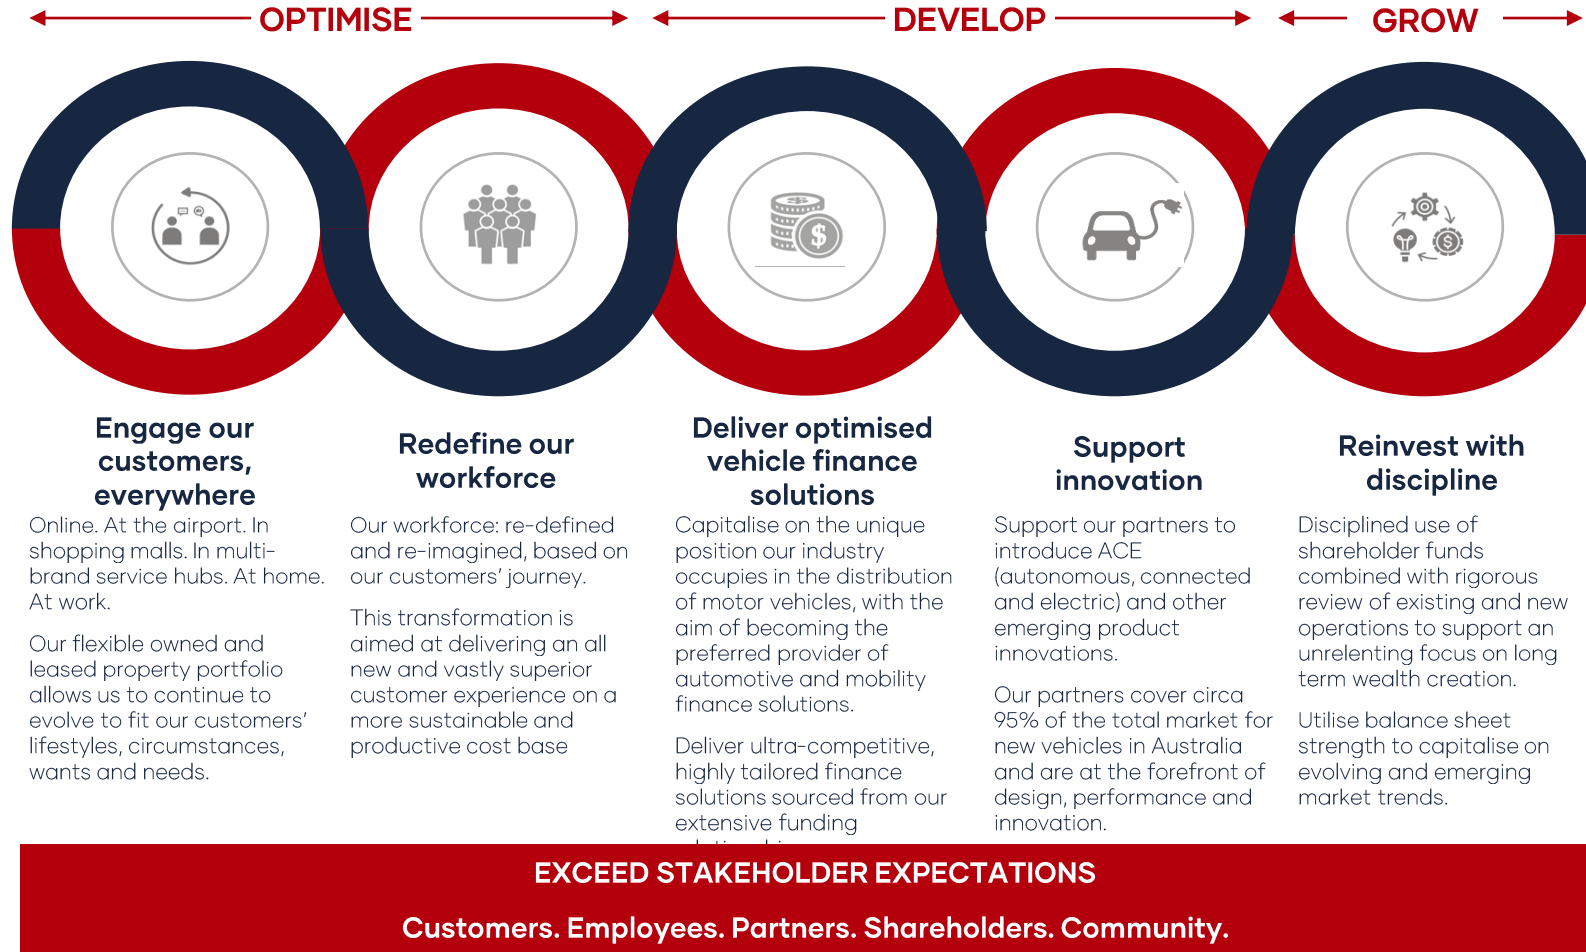 OPTIMISE
DEVELOP
GROW
Engage our
customers,
everywhere
Online. At the airport. In
shopping malls. In multi-
brand service hubs. At home.
At work.
Our flexible owned and
leased property portfolio
allows us to continue to
evolve to fit our customers’
lifestyles, circumstances,
wants and needs.
Redefine our
workforce
Our workforce: re-defined
and re-imagined, based on
our customers’ journey.
This transformation is
aimed at delivering an all
new and vastly superior
customer experience on a
more sustainable and
productive cost base
Deliver optimised
vehicle finance
solutions
Capitalise on the unique
position our industry
occupies in the distribution
of motor vehicles, with the
aim of becoming the
preferred provider of
automotive and mobility
finance solutions.
Deliver ultra-competitive,
highly tailored finance
solutions sourced from our
extensive funding
Support
innovation
Support our partners to
introduce ACE
(autonomous, connected
and electric) and other
emerging product
innovations.
Our partners cover circa
95% of the total market for
new vehicles in Australia
and are at the forefront of
design, performance and
innovation.
Reinvest with
discipline
Disciplined use of
shareholder funds
combined with rigorous
review of existing and new
operations to support an
unrelenting focus on long
term wealth creation.
Utilise balance sheet
strength to capitalise on
evolving and emerging
market trends.
EXCEED STAKEHOLDER EXPECTATIONS
Customers. Employees. Partners. Shareholders. Community.